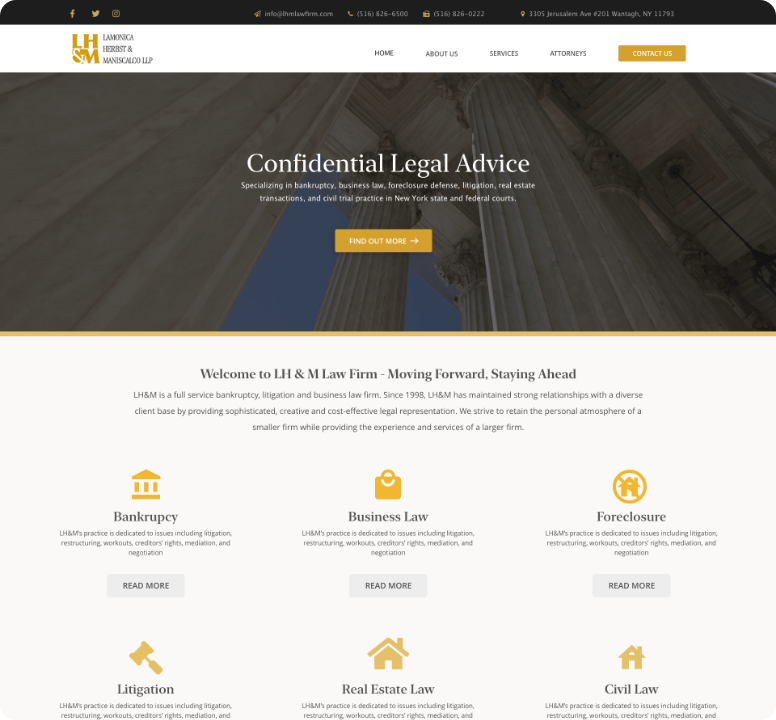 info@lhmlawfirm.com (516) 826-6500 (516) 826-0222 3305 Jerusalem Ave #201 Wantagh, NY 11793
LH&M
LAMONICA
HERBST &
MANISCALCO LLP
HOME ABOUT US SERVICES ATTORNEYS CONTACT US
Confidential Legal Advice
Specializing in bankruptcy, business law, foreclosure defense, litigation, real estate
transactions, and civil trial practice in New York state and federal courts.
FIND OUT MORE →
Welcome to LH & M Law Firm - Moving Forward, Staying Ahead
LH&M is a full service bankruptcy, litigation and business law firm. Since 1998, LH&M has maintained strong relationships with a diverse
client base by providing sophisticated, creative and cost-effective legal representation. We strive to retain the personal atmosphere of a
smaller firm while providing the experience and services of a larger firm.
Bankrupcy
LH&M's practice is dedicated to issues including litigation,
restructuring, workouts, creditors' rights, mediation, and
negotiation
READ MORE
Business Law
LH&M's practice is dedicated to issues including litigation,
restructuring, workouts, creditors' rights, mediation, and
negotiation
READ MORE
Foreclosure
LH&M's practice is dedicated to issues including litigation,
restructuring, workouts, creditors' rights, mediation, and
negotiation
READ MORE
Litigation
LH&M's practice is dedicated to issues including litigation,
restructuring, workouts, creditors' rights, mediation, and
Real Estate Law
LH&M's practice is dedicated to issues including litigation,
restructuring, workouts, creditors' rights, mediation, and
Civil Law
LH&M's practice is dedicated to issues including litigation,
restructuring, workouts, creditors' rights, mediation, and